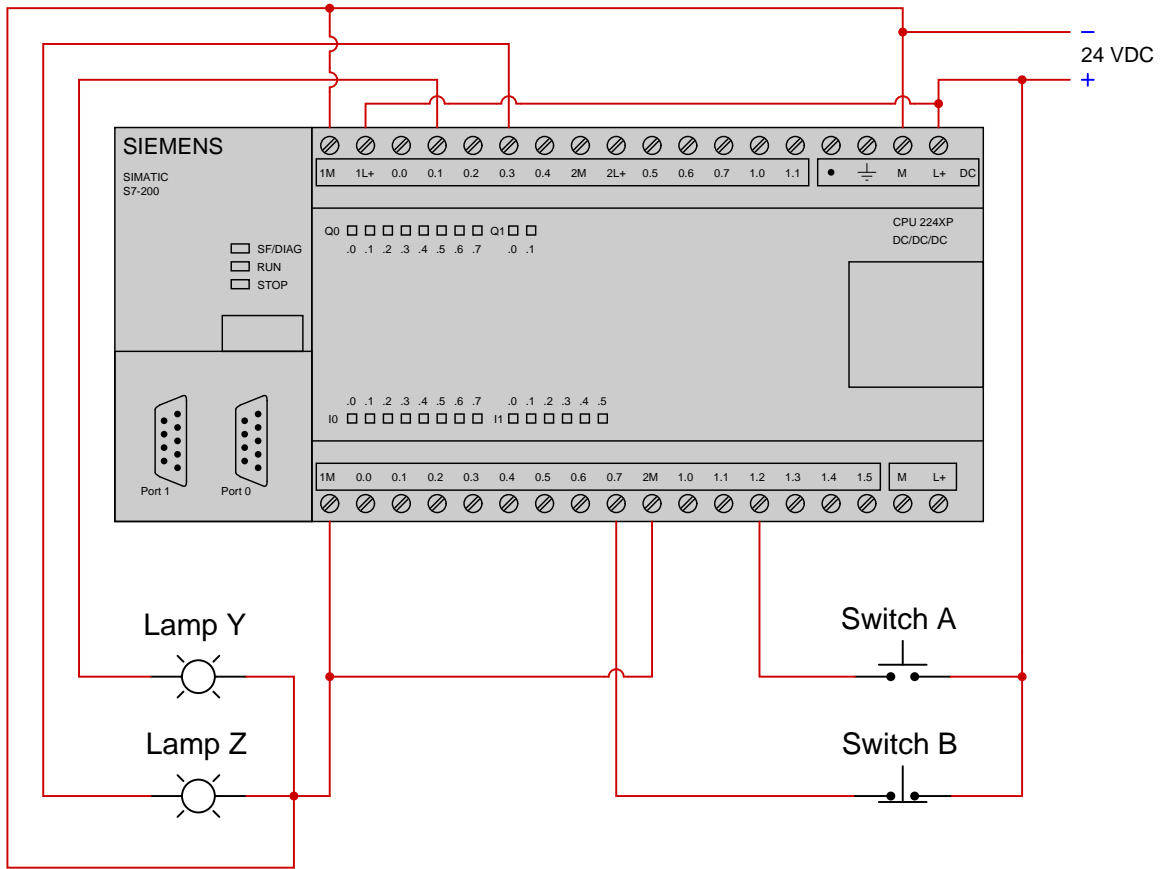 −
24 VDC
+
SIEMENS
SIMATIC
S7-200
1M 1L+ 0.0 0.1 0.2 0.3 0.4 2M 2L+ 0.5 0.6 0.7 1.0 1.1 M L+ DC
Q0 Q1
.0 .1 .2 .3 .4 .5 .6 .7 .0 .1
CPU 224XP
DC/DC/DC
SF/DIAG
RUN
STOP
.0 .1 .2 .3 .4 .5 .6 .7 .0 .1 .2 .3 .4 .5
I0 I1
1M 0.0 0.1 0.2 0.3 0.4 0.5 0.6 0.7 2M 1.0 1.1 1.2 1.3 1.4 1.5 M L+
Port 1 Port 0
Lamp Y
Switch A
Lamp Z
Switch B